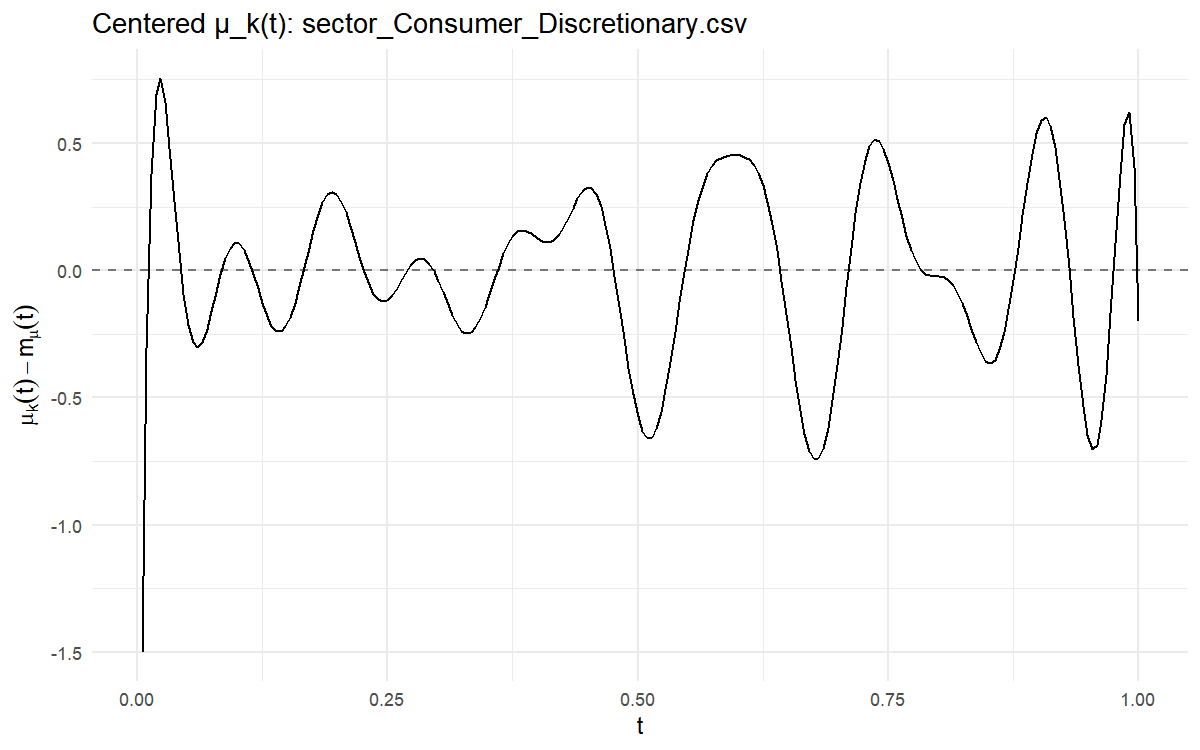 Centered µ_k(t): sector_Consumer_Discretionary.csv
μk(t) − mμ(t)
0.5
0.0
-0.5
-1.0
-1.5
0.00 0.25 0.50 0.75 1.00
t